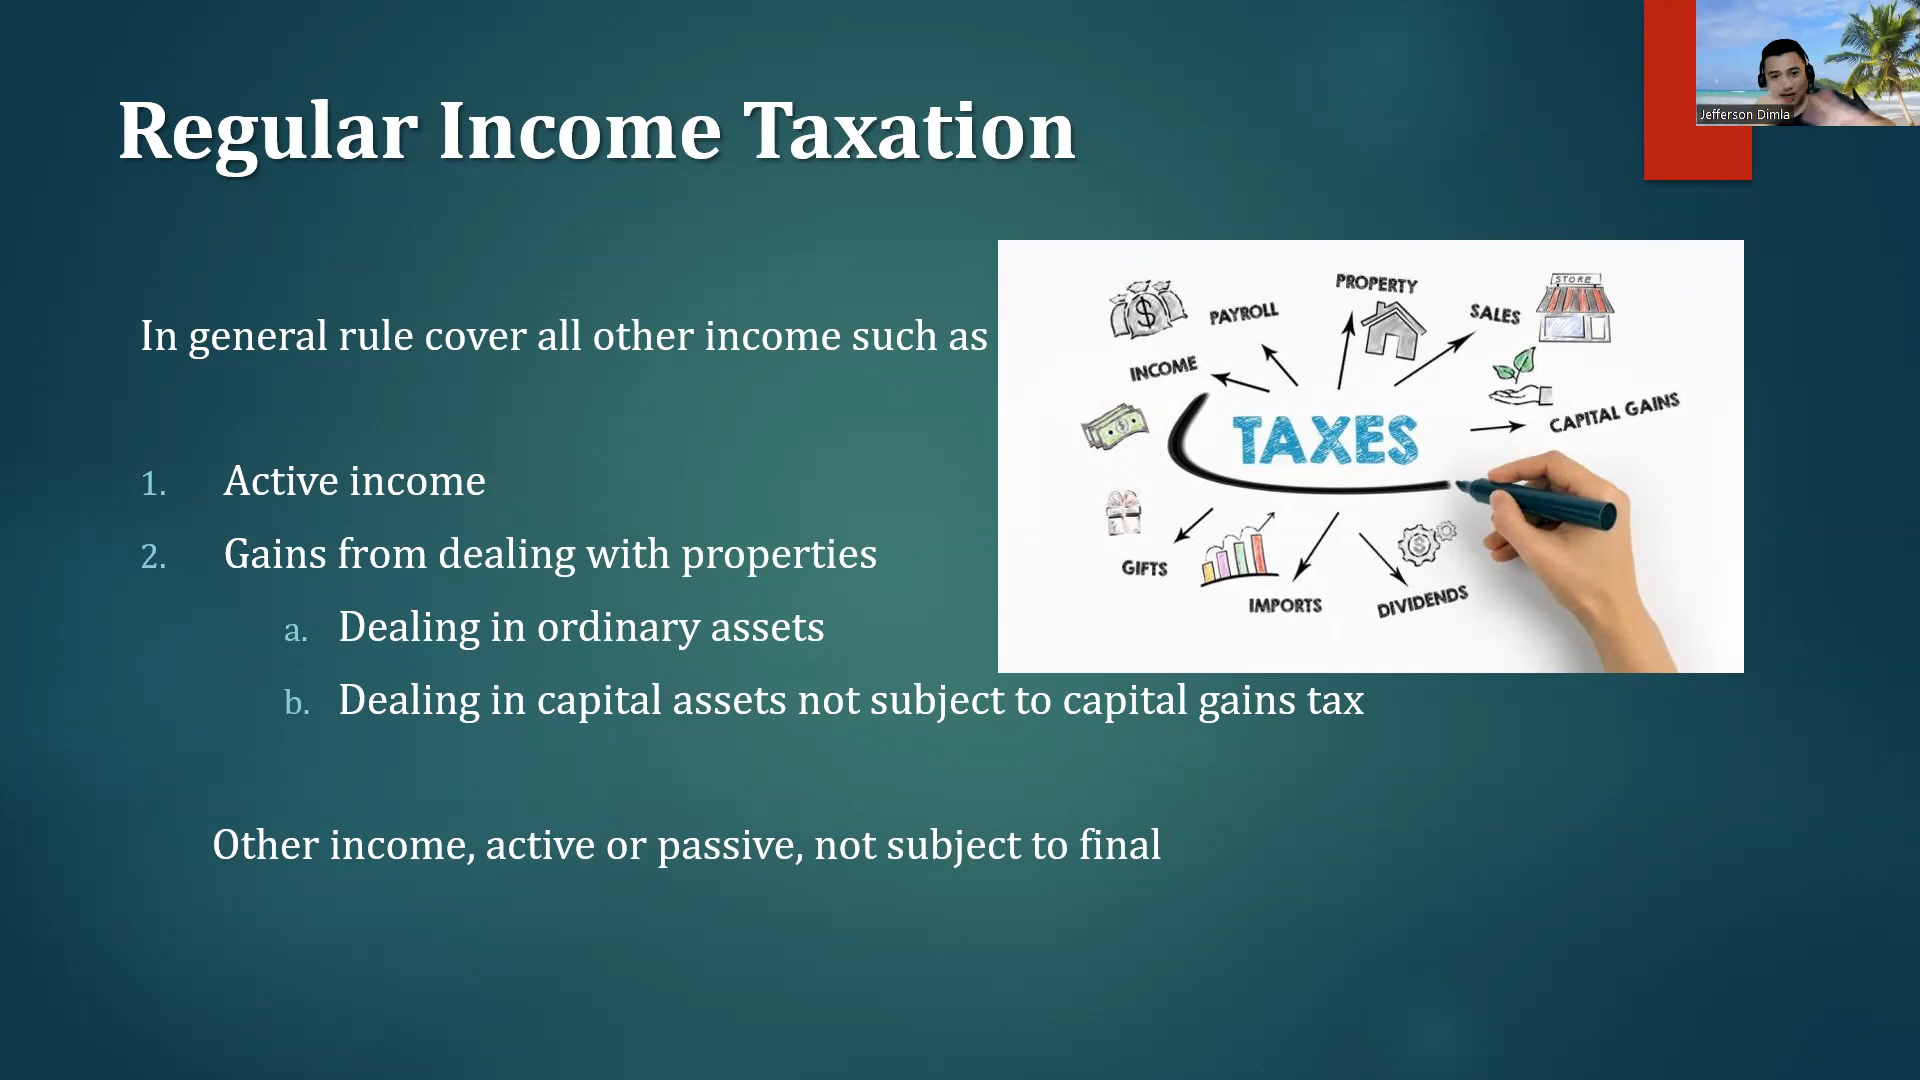 Regular Income Taxation
Jefferson Dimla
In general rule cover all other income such as
1. Active income
2. Gains from dealing with properties
a. Dealing in ordinary assets
b. Dealing in capital assets not subject to capital gains tax
Other income, active or passive, not subject to final
PROPERTY
STORE
PAYROLL
SALES
INCOME
CAPITAL GAINS
TAXES
GIFTS
IMPORTS
DIVIDENDS